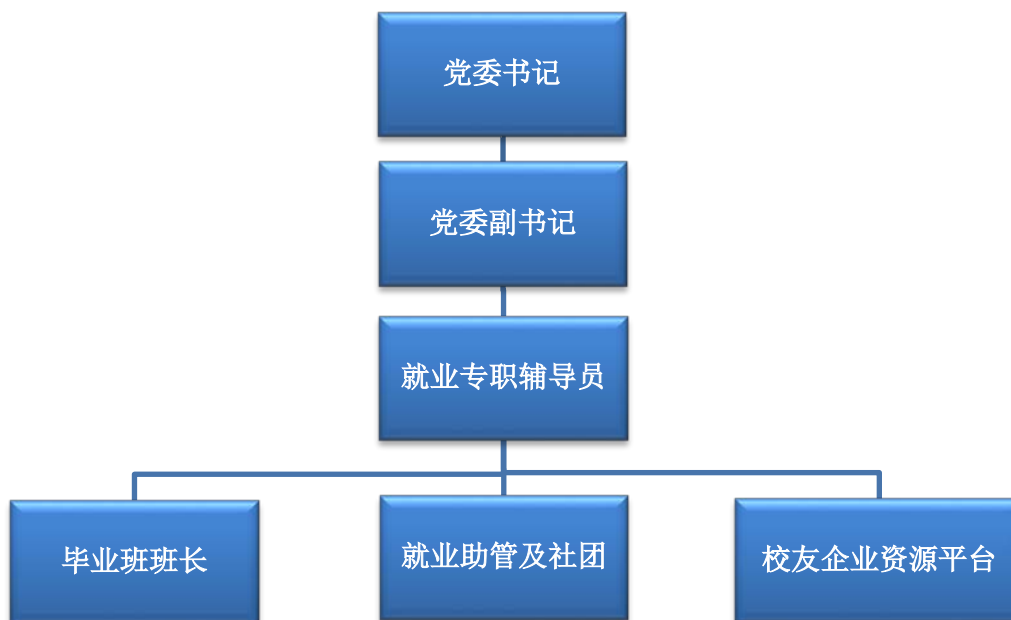 党委书记
党委副书记
就业专职辅导员
毕业班班长
就业助管及社团
校友企业资源平台